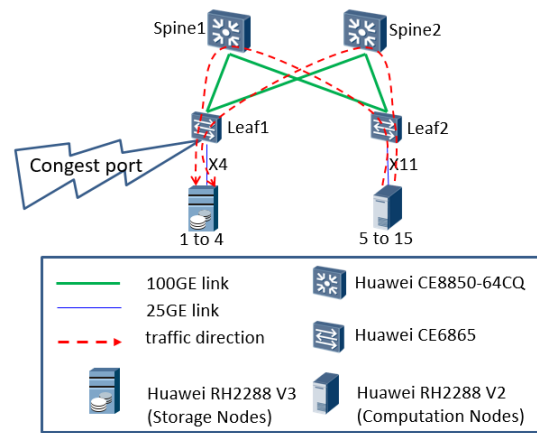 Spine1
Spine2
Leaf1
Leaf2
Congest port
X4
X11
1 to 4
5 to 15
100GE link
Huawei CE8850-64CQ
25GE link
traffic direction
Huawei CE6865
Huawei RH2288 V3
(Storage Nodes)
Huawei RH2288 V2
(Computation Nodes)